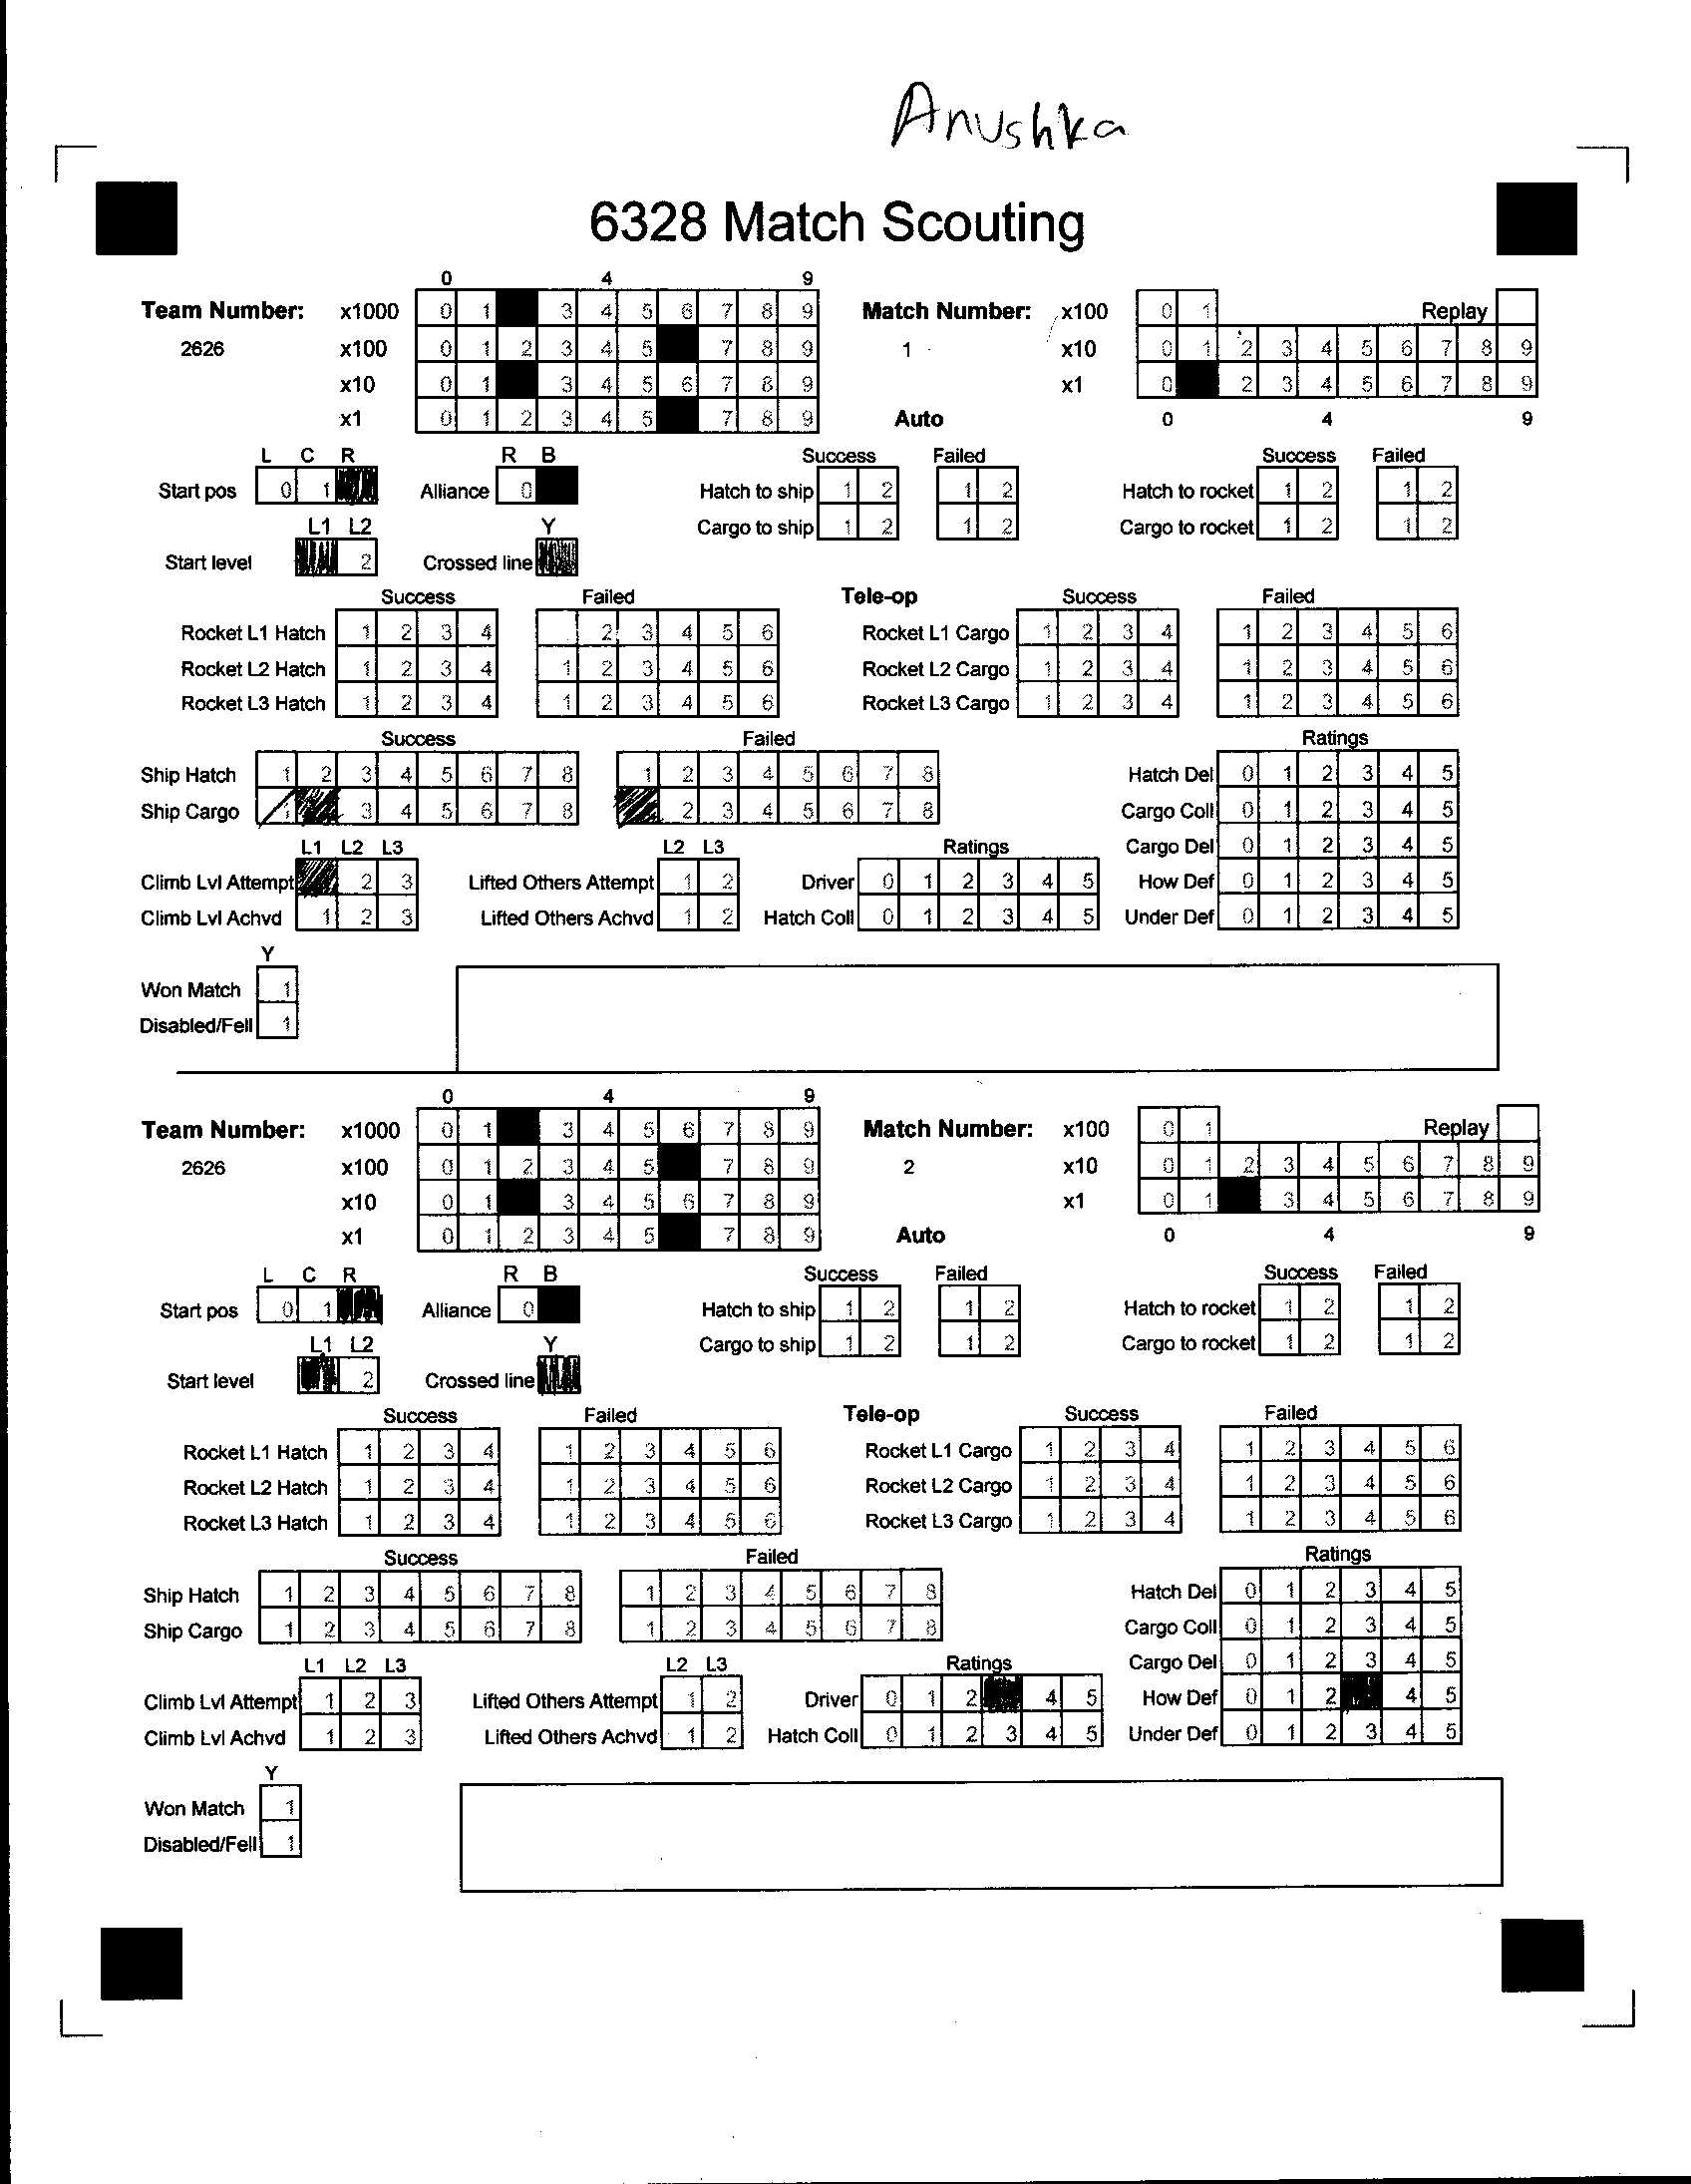 Anushka
6328 Match Scouting
0 4 9
Team Number: x1000 0 1 3 4 5 6 7 8 9 Match Number: x100 0 1 Replay
2626 x100 0 1 2 3 4 5 7 8 9 1 x10 0 1 2 3 4 5 6 7 8 9
x10 0 1 3 4 5 6 7 8 9 x1 0 2 3 4 5 6 7 8 9
x1 0 1 2 3 4 5 7 8 9 Auto 0 4 9
L C R R B Success Failed Success Failed
Start pos 0 1 Alliance 0 Hatch to ship 1 2 1 2 Hatch to rocket 1 2 1 2
L1 L2 Y Cargo to ship 1 2 1 2 Cargo to rocket 1 2 1 2
Start level 2 Crossed line
Success Failed Tele-op Success Failed
Rocket L1 Hatch 1 2 3 4 2 3 4 5 6 Rocket L1 Cargo 1 2 3 4 1 2 3 4 5 6
Rocket L2 Hatch 1 2 3 4 1 2 3 4 5 6 Rocket L2 Cargo 1 2 3 4 1 2 3 4 5 6
Rocket L3 Hatch 1 2 3 4 1 2 3 4 5 6 Rocket L3 Cargo 1 2 3 4 1 2 3 4 5 6
Success Failed Ratings
Ship Hatch 1 2 3 4 5 6 7 8 1 2 3 4 5 6 7 8 Hatch Del 0 1 2 3 4 5
Ship Cargo 1 3 4 5 6 7 8 2 3 4 5 6 7 8 Cargo Coll 0 1 2 3 4 5
L1 L2 L3 L2 L3 Ratings Cargo Del 0 1 2 3 4 5
Climb Lvl Attempt 2 3 Lifted Others Attempt 1 2 Driver 0 1 2 3 4 5 How Def 0 1 2 3 4 5
Climb Lvl Achvd 1 2 3 Lifted Others Achvd 1 2 Hatch Coll 0 1 2 3 4 5 Under Def 0 1 2 3 4 5
Y
Won Match 1
Disabled/Fell 1
0 4 9
Team Number: x1000 0 1 3 4 5 6 7 8 9 Match Number: x100 0 1 Replay
2626 x100 0 1 2 3 4 5 7 8 9 2 x10 0 1 2 3 4 5 6 7 8 9
x10 0 1 3 4 5 6 7 8 9 x1 0 1 3 4 5 6 7 8 9
x1 0 1 2 3 4 5 7 8 9 Auto 0 4 9
L C R R B Success Failed Success Failed
Start pos 0 1 Alliance 0 Hatch to ship 1 2 1 2 Hatch to rocket 1 2 1 2
L1 L2 Y Cargo to ship 1 2 1 2 Cargo to rocket 1 2 1 2
Start level 2 Crossed line
Success Failed Tele-op Success Failed
Rocket L1 Hatch 1 2 3 4 1 2 3 4 5 6 Rocket L1 Cargo 1 2 3 4 1 2 3 4 5 6
Rocket L2 Hatch 1 2 3 4 1 2 3 4 5 6 Rocket L2 Cargo 1 2 3 4 1 2 3 4 5 6
Rocket L3 Hatch 1 2 3 4 1 2 3 4 5 6 Rocket L3 Cargo 1 2 3 4 1 2 3 4 5 6
Success Failed Ratings
Ship Hatch 1 2 3 4 5 6 7 8 1 2 3 4 5 6 7 8 Hatch Del 0 1 2 3 4 5
Ship Cargo 1 2 3 4 5 6 7 8 1 2 3 4 5 6 7 8 Cargo Coll 0 1 2 3 4 5
L1 L2 L3 L2 L3 Ratings Cargo Del 0 1 2 3 4 5
Climb Lvl Attempt 1 2 3 Lifted Others Attempt 1 2 Driver 0 1 2 4 5 How Def 0 1 2 4 5
Climb Lvl Achvd 1 2 3 Lifted Others Achvd 1 2 Hatch Coll 0 1 2 3 4 5 Under Def 0 1 2 3 4 5
Y
Won Match 1
Disabled/Fell 1